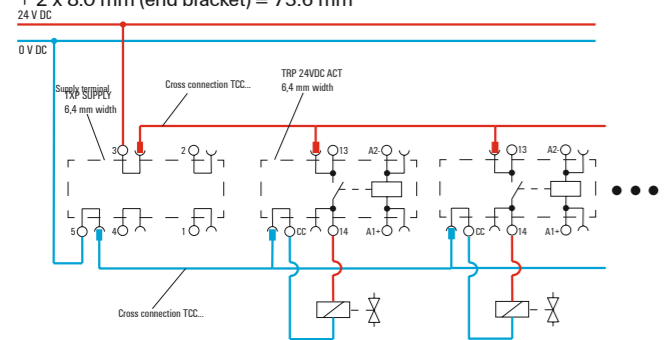 + 2 x 8.0 mm (end bracket) = 73.6 mm
24 V DC
0 V DC
Supply terminal
TXP SUPPLY
6,4 mm width
Cross connection TCC...
TRP 24VDC ACT
6,4 mm width
3
2
13
A2-
13
A2-
5
4
1
CC
14
A1+
CC
14
A1+
Cross connection TCC...